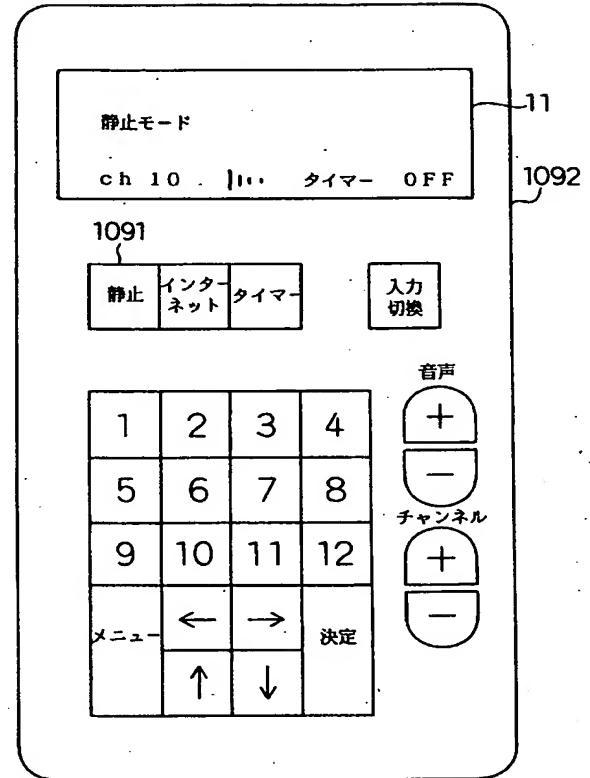 静止モード
11
ch 10 タイマー OFF
1092
1091
静止 インターネット タイマー 入力切換
音声
1 2 3 4 +
5 6 7 8 −
チャンネル
9 10 11 12 +
メニュー ← → 決定 −
↑ ↓